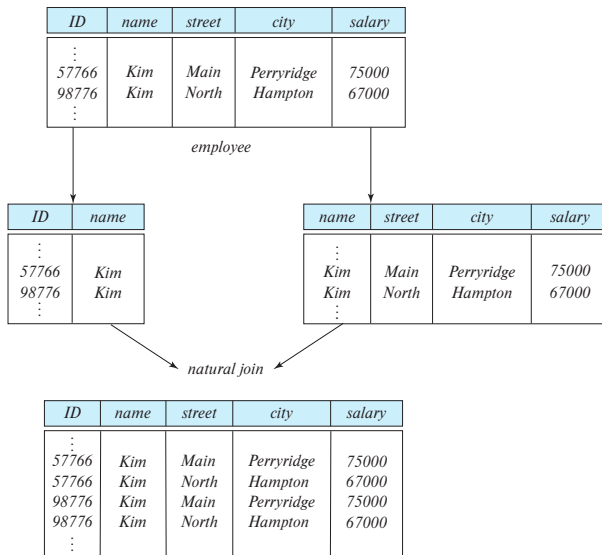 ID name street city salary
⋮
57766 Kim Main Perryridge 75000
98776 Kim North Hampton 67000
⋮
employee
ID name
⋮
57766 Kim
98776 Kim
⋮
name street city salary
⋮
Kim Main Perryridge 75000
Kim North Hampton 67000
⋮
natural join
ID name street city salary
⋮
57766 Kim Main Perryridge 75000
57766 Kim North Hampton 67000
98776 Kim Main Perryridge 75000
98776 Kim North Hampton 67000
⋮